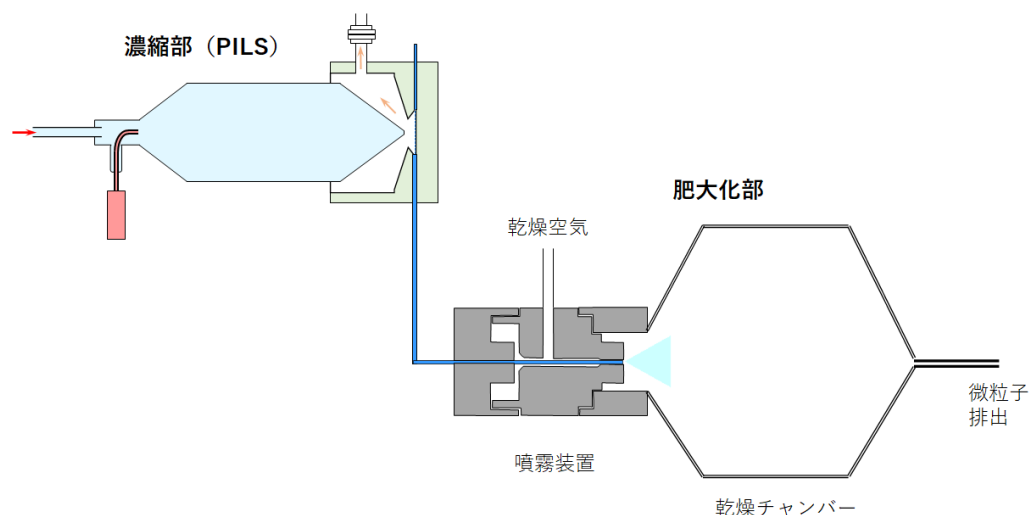 濃縮部（PILS）
肥大化部
乾燥空気
微粒子
排出
噴霧装置
乾燥チャンバー